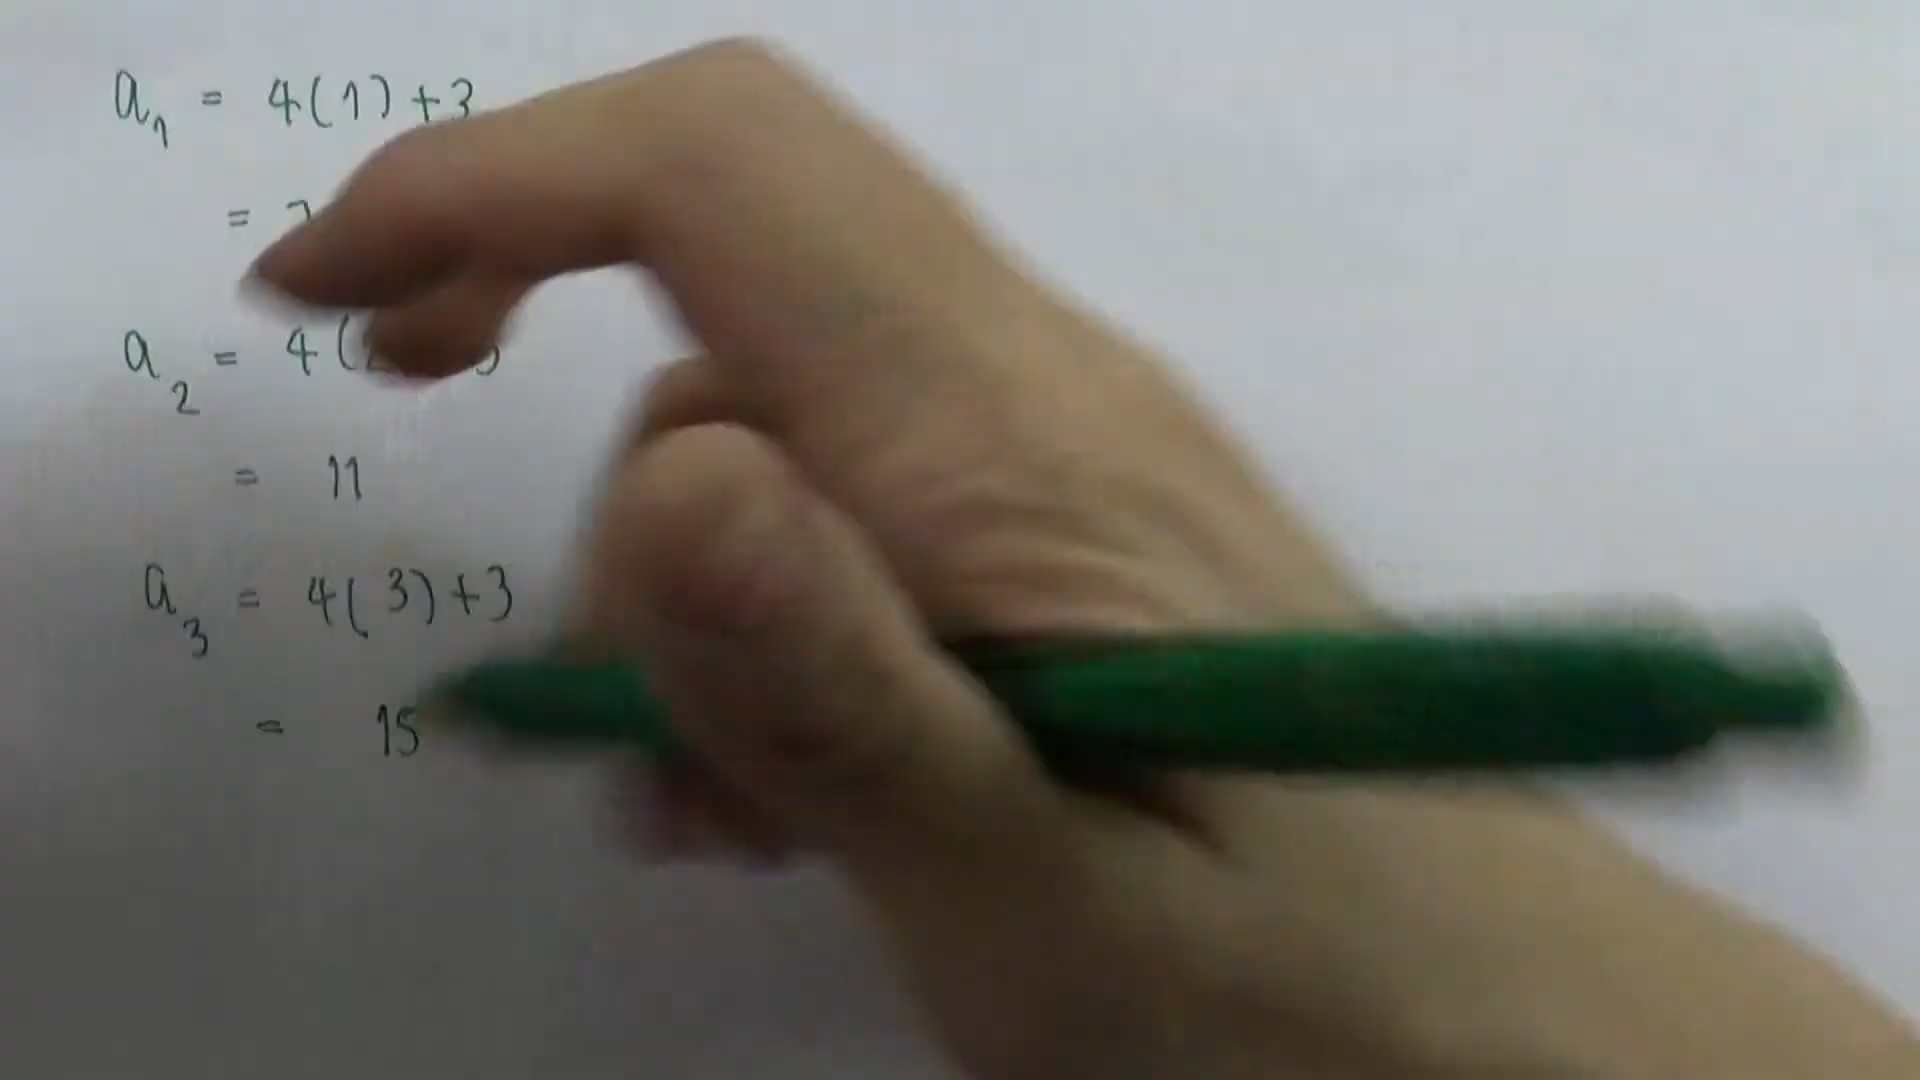 a₁ = 4(1)+3
=
a₂ = 4(
= 11
a₃ = 4(3)+3
= 15